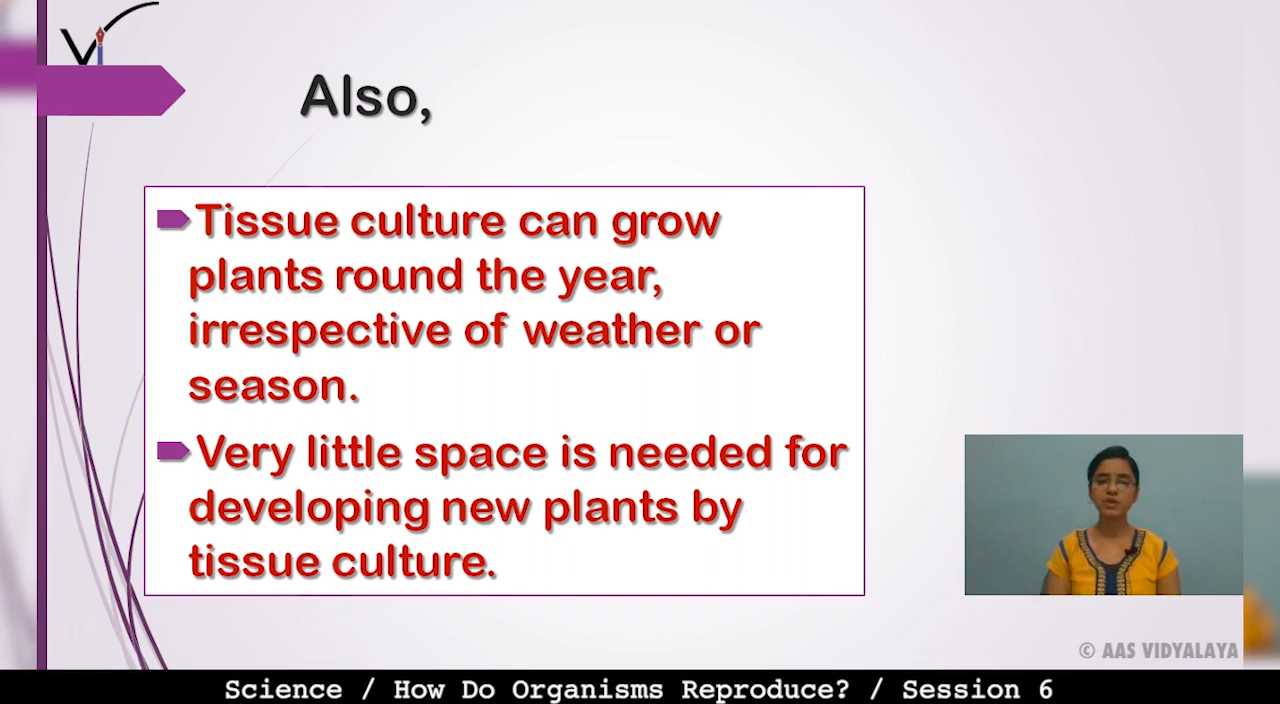 Also,
Tissue culture can grow
plants round the year,
irrespective of weather or
season.
Very little space is needed for
developing new plants by
tissue culture.
© AAS VIDYALAYA
Science / How Do Organisms Reproduce? / Session 6